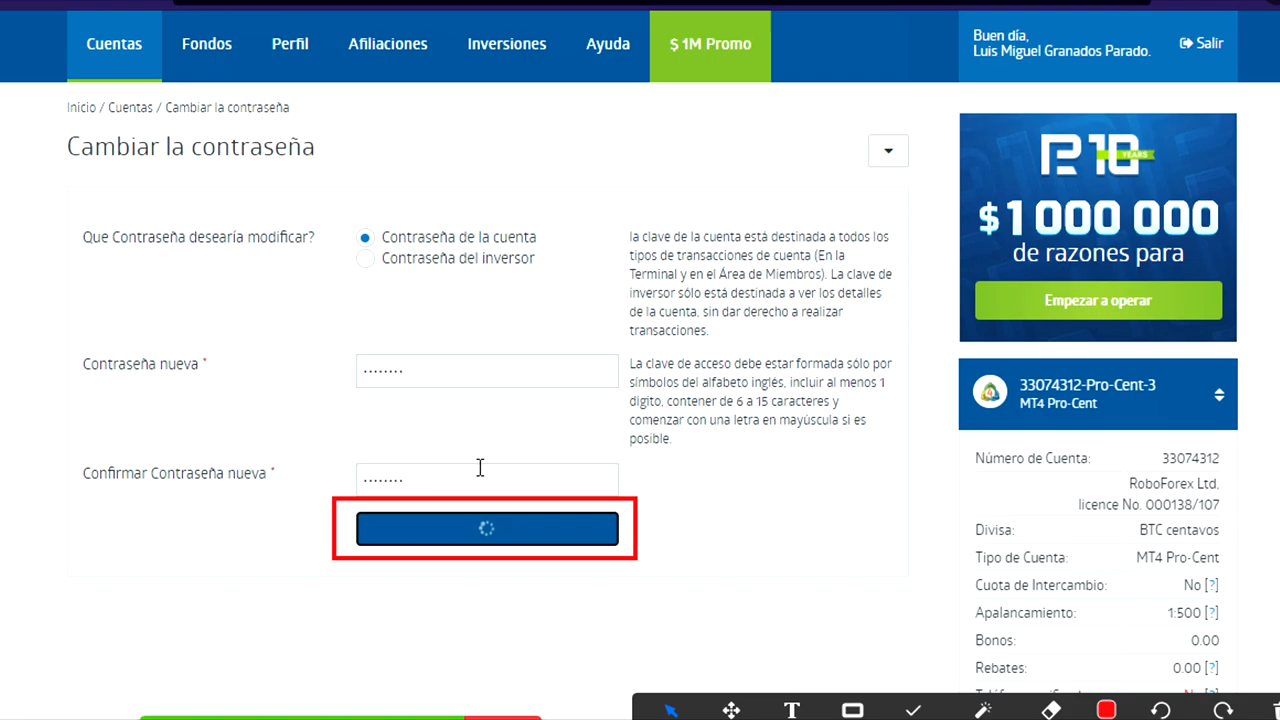 Cuentas Fondos Perfil Afiliaciones Inversiones Ayuda $ 1M Promo
Buen día,
Luis Miguel Granados Parado.
Salir
Inicio / Cuentas / Cambiar la contraseña
Cambiar la contraseña
Que Contraseña desearía modificar?
Contraseña de la cuenta
Contraseña del inversor
la clave de la cuenta está destinada a todos los
tipos de transacciones de cuenta (En la
Terminal y en el Área de Miembros). La clave de
inversor sólo está destinada a ver los detalles
de la cuenta, sin dar derecho a realizar
transacciones.
Contraseña nueva *
........
La clave de acceso debe estar formada sólo por
símbolos del alfabeto inglés, incluir al menos 1
dígito, contener de 6 a 15 caracteres y
comenzar con una letra en mayúscula si es
posible.
Confirmar Contraseña nueva *
........
R 10 YEARS
$1 000 000
de razones para
Empezar a operar
33074312-Pro-Cent-3
MT4 Pro-Cent
Número de Cuenta: 33074312
RoboForex Ltd,
licence No. 000138/107
Divisa: BTC centavos
Tipo de Cuenta: MT4 Pro-Cent
Cuota de Intercambio: No [?]
Apalancamiento: 1:500 [?]
Bonos: 0.00
Rebates: 0.00 [?]
T